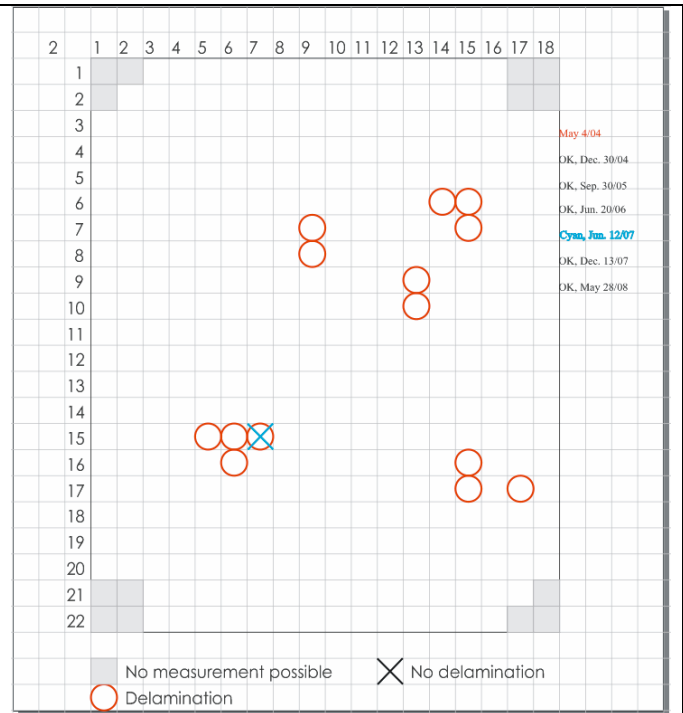 2 1 2 3 4 5 6 7 8 9 10 11 12 13 14 15 16 17 18
1
2
3
May 4/04
4
OK, Dec. 30/04
5
OK, Sep. 30/05
6
OK, Jun. 20/06
7
Cyan, Jun. 12/07
8
OK, Dec. 13/07
9
OK, May 28/08
10
11
12
13
14
15
16
17
18
19
20
21
22
No measurement possible
No delamination
Delamination